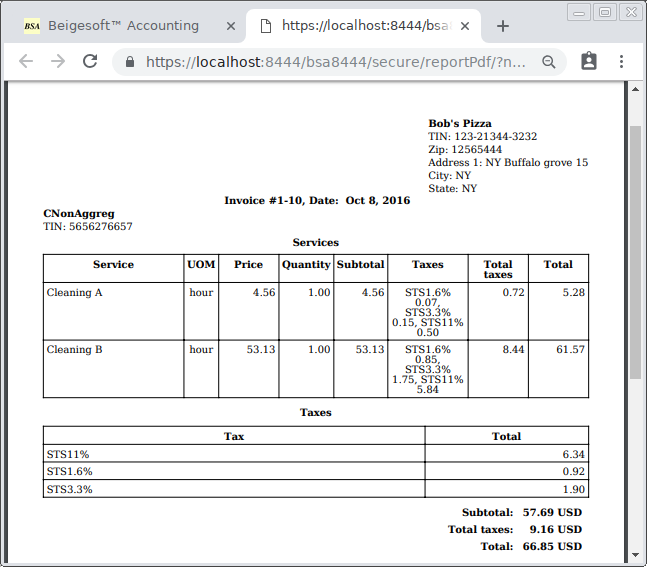 BSA Beigesoft™ Accounting
https://localhost:8444/bsa
https://localhost:8444/bsa8444/secure/reportPdf/?n...
Bob's Pizza
TIN: 123-21344-3232
Zip: 12565444
Address 1: NY Buffalo grove 15
City: NY
State: NY
Invoice #1-10, Date: Oct 8, 2016
CNonAggreg
TIN: 5656276657
Services
Service UOM Price Quantity Subtotal Taxes Total taxes Total
Cleaning A hour 4.56 1.00 4.56 STS1.6% 0.72 5.28
0.07,
STS3.3%
0.15, STS11%
0.50
Cleaning B hour 53.13 1.00 53.13 STS1.6% 8.44 61.57
0.85,
STS3.3%
1.75, STS11%
5.84
Taxes
Tax Total
STS11% 6.34
STS1.6% 0.92
STS3.3% 1.90
Subtotal: 57.69 USD
Total taxes: 9.16 USD
Total: 66.85 USD